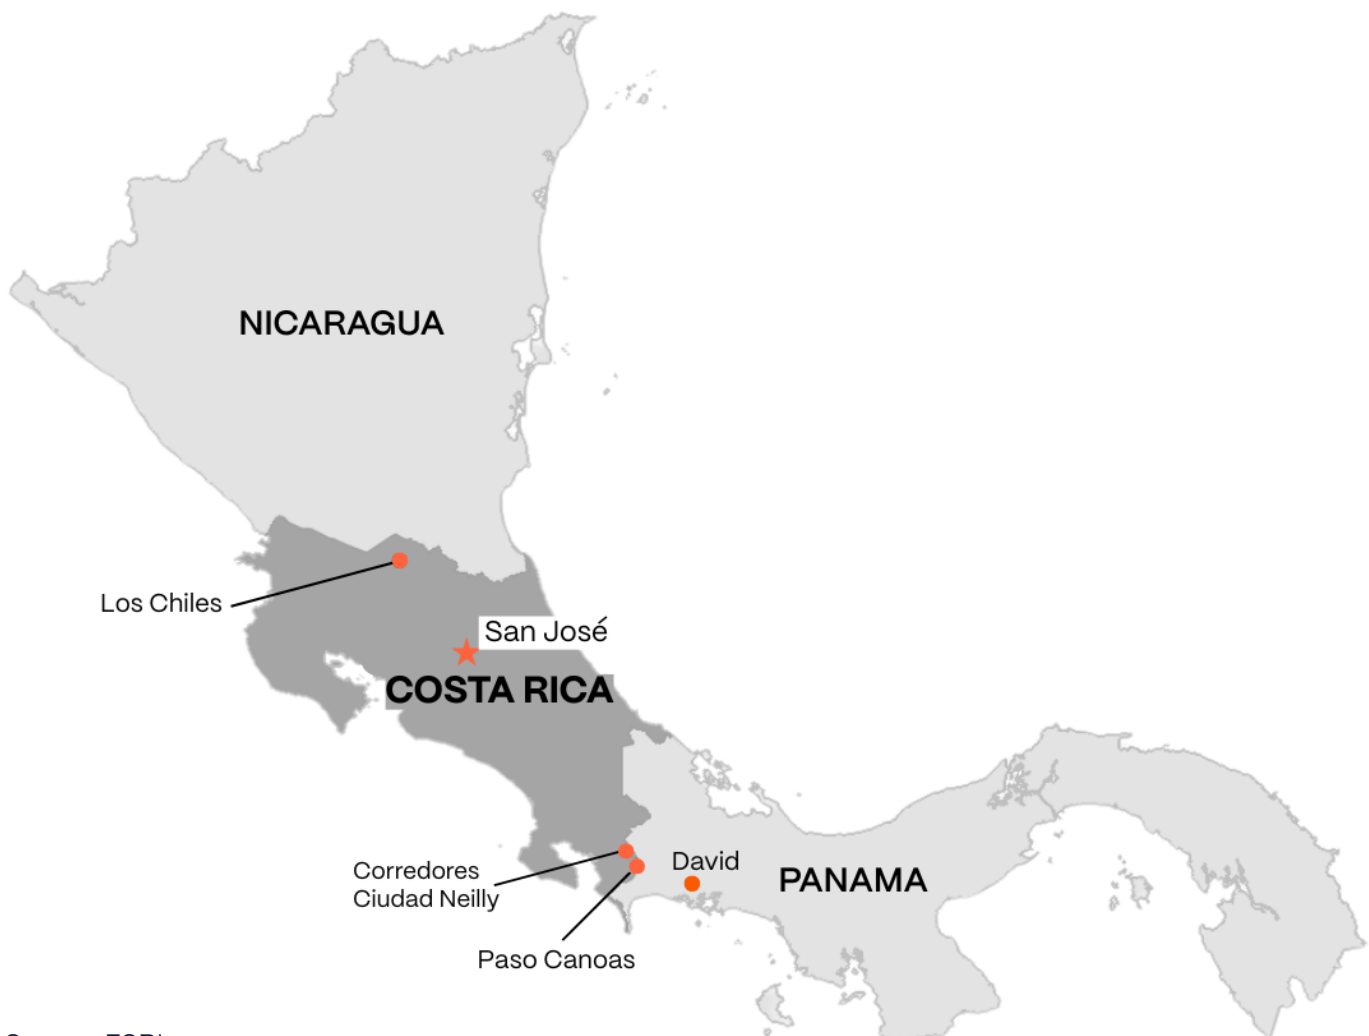 NICARAGUA
Los Chiles
San José
COSTA RICA
Corredores
Ciudad Neilly
David
PANAMA
Paso Canoas